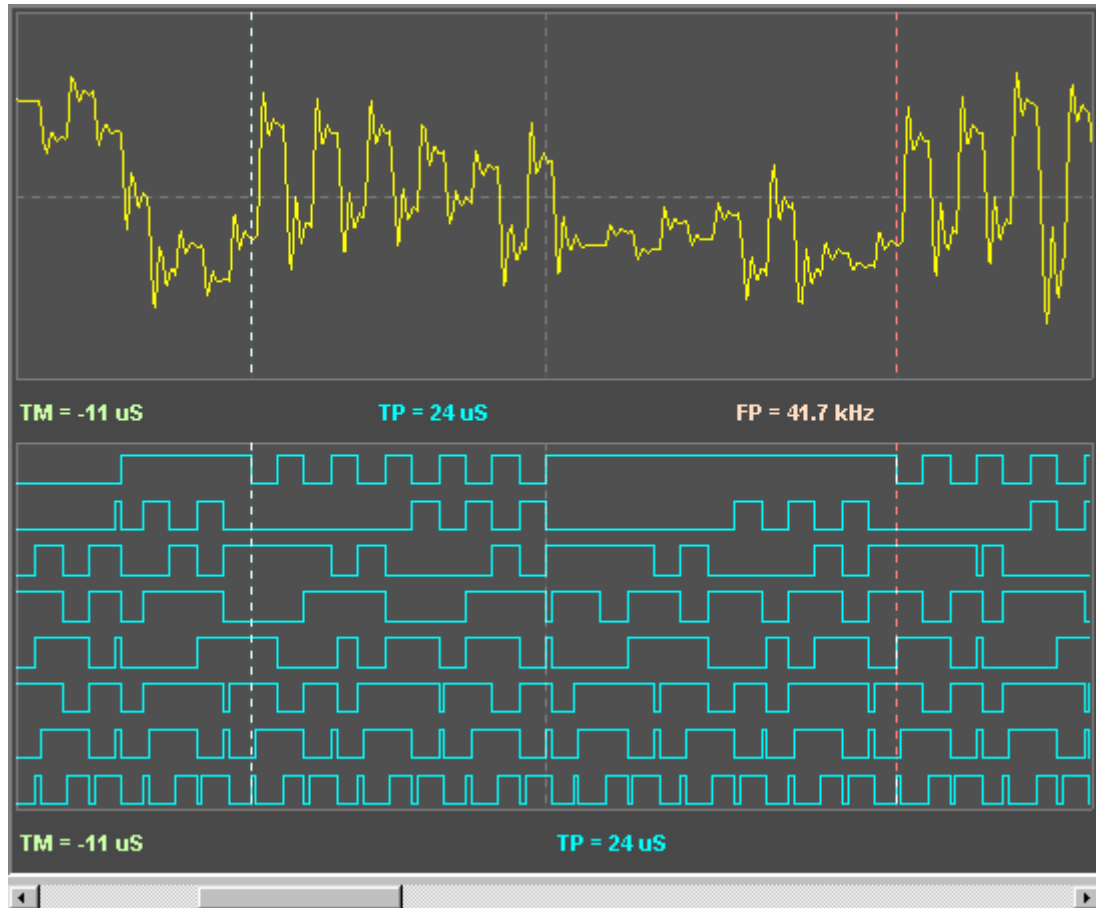 TM = -11 uS TP = 24 uS FP = 41.7 kHz
TM = -11 uS TP = 24 uS